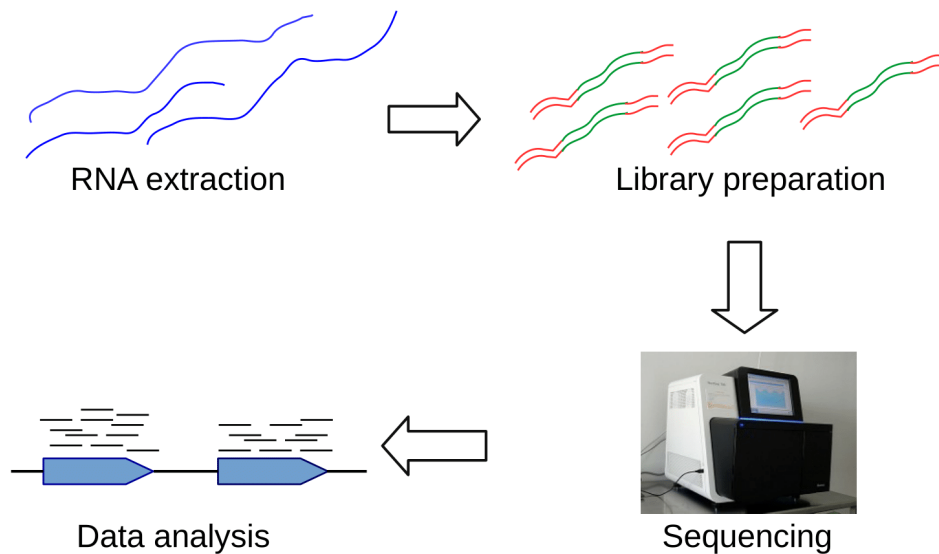 RNA extraction
Library preparation
Data analysis
Sequencing